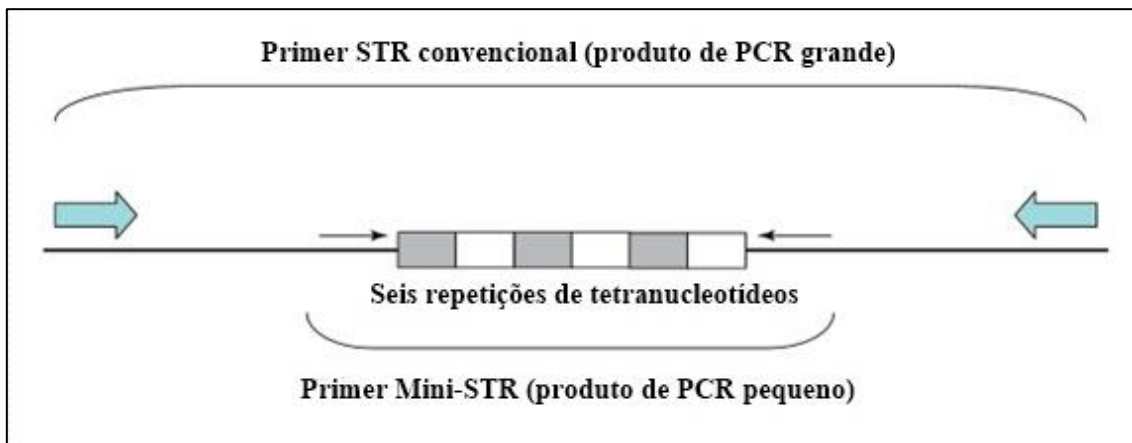 Primer STR convencional (produto de PCR grande)
Seis repetições de tetranucleotídeos
Primer Mini-STR (produto de PCR pequeno)